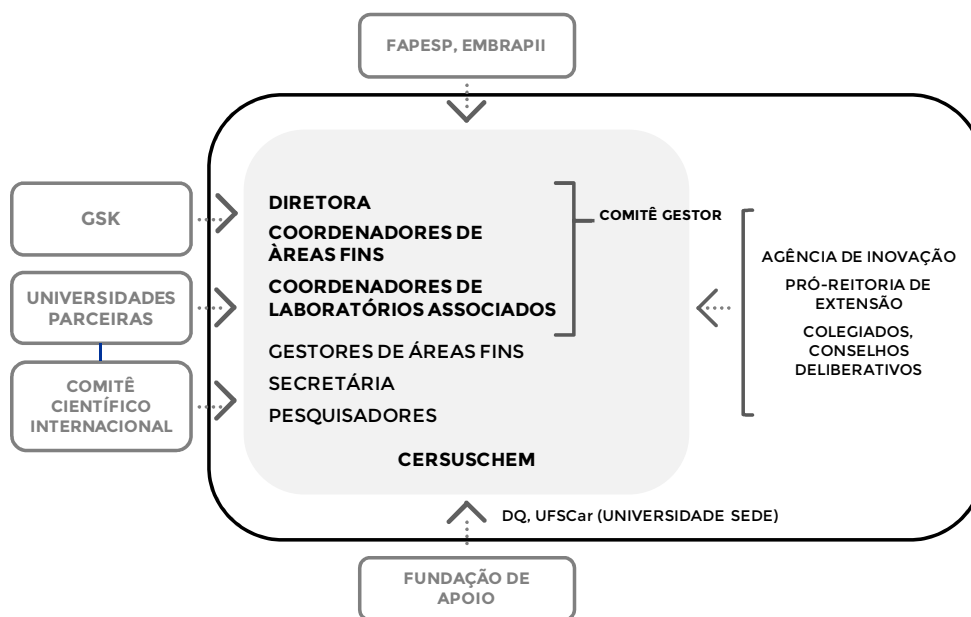 FAPESP, EMBRAPII
GSK
UNIVERSIDADES
PARCEIRAS
COMITÊ
CIENTÍFICO
INTERNACIONAL
DIRETORA
COORDENADORES DE
ÀREAS FINS
COORDENADORES DE
LABORATÓRIOS ASSOCIADOS
GESTORES DE ÁREAS FINS
SECRETÁRIA
PESQUISADORES
CERSUSCHEM
COMITÊ GESTOR
AGÊNCIA DE INOVAÇÃO
PRÓ-REITORIA DE
EXTENSÃO
COLEGIADOS,
CONSELHOS
DELIBERATIVOS
DQ, UFSCar (UNIVERSIDADE SEDE)
FUNDAÇÃO DE
APOIO